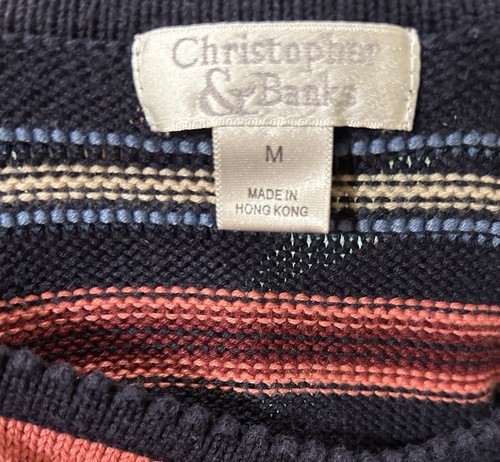 Christopher
& Banks
M
MADE IN
HONG KONG